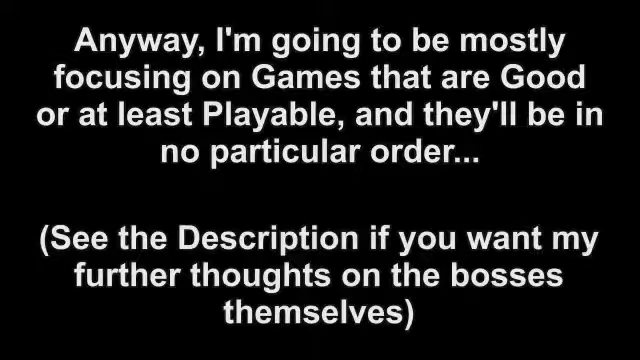 Anyway, I'm going to be mostly
focusing on Games that are Good
or at least Playable, and they'll be in
no particular order...
(See the Description if you want my
further thoughts on the bosses
themselves)